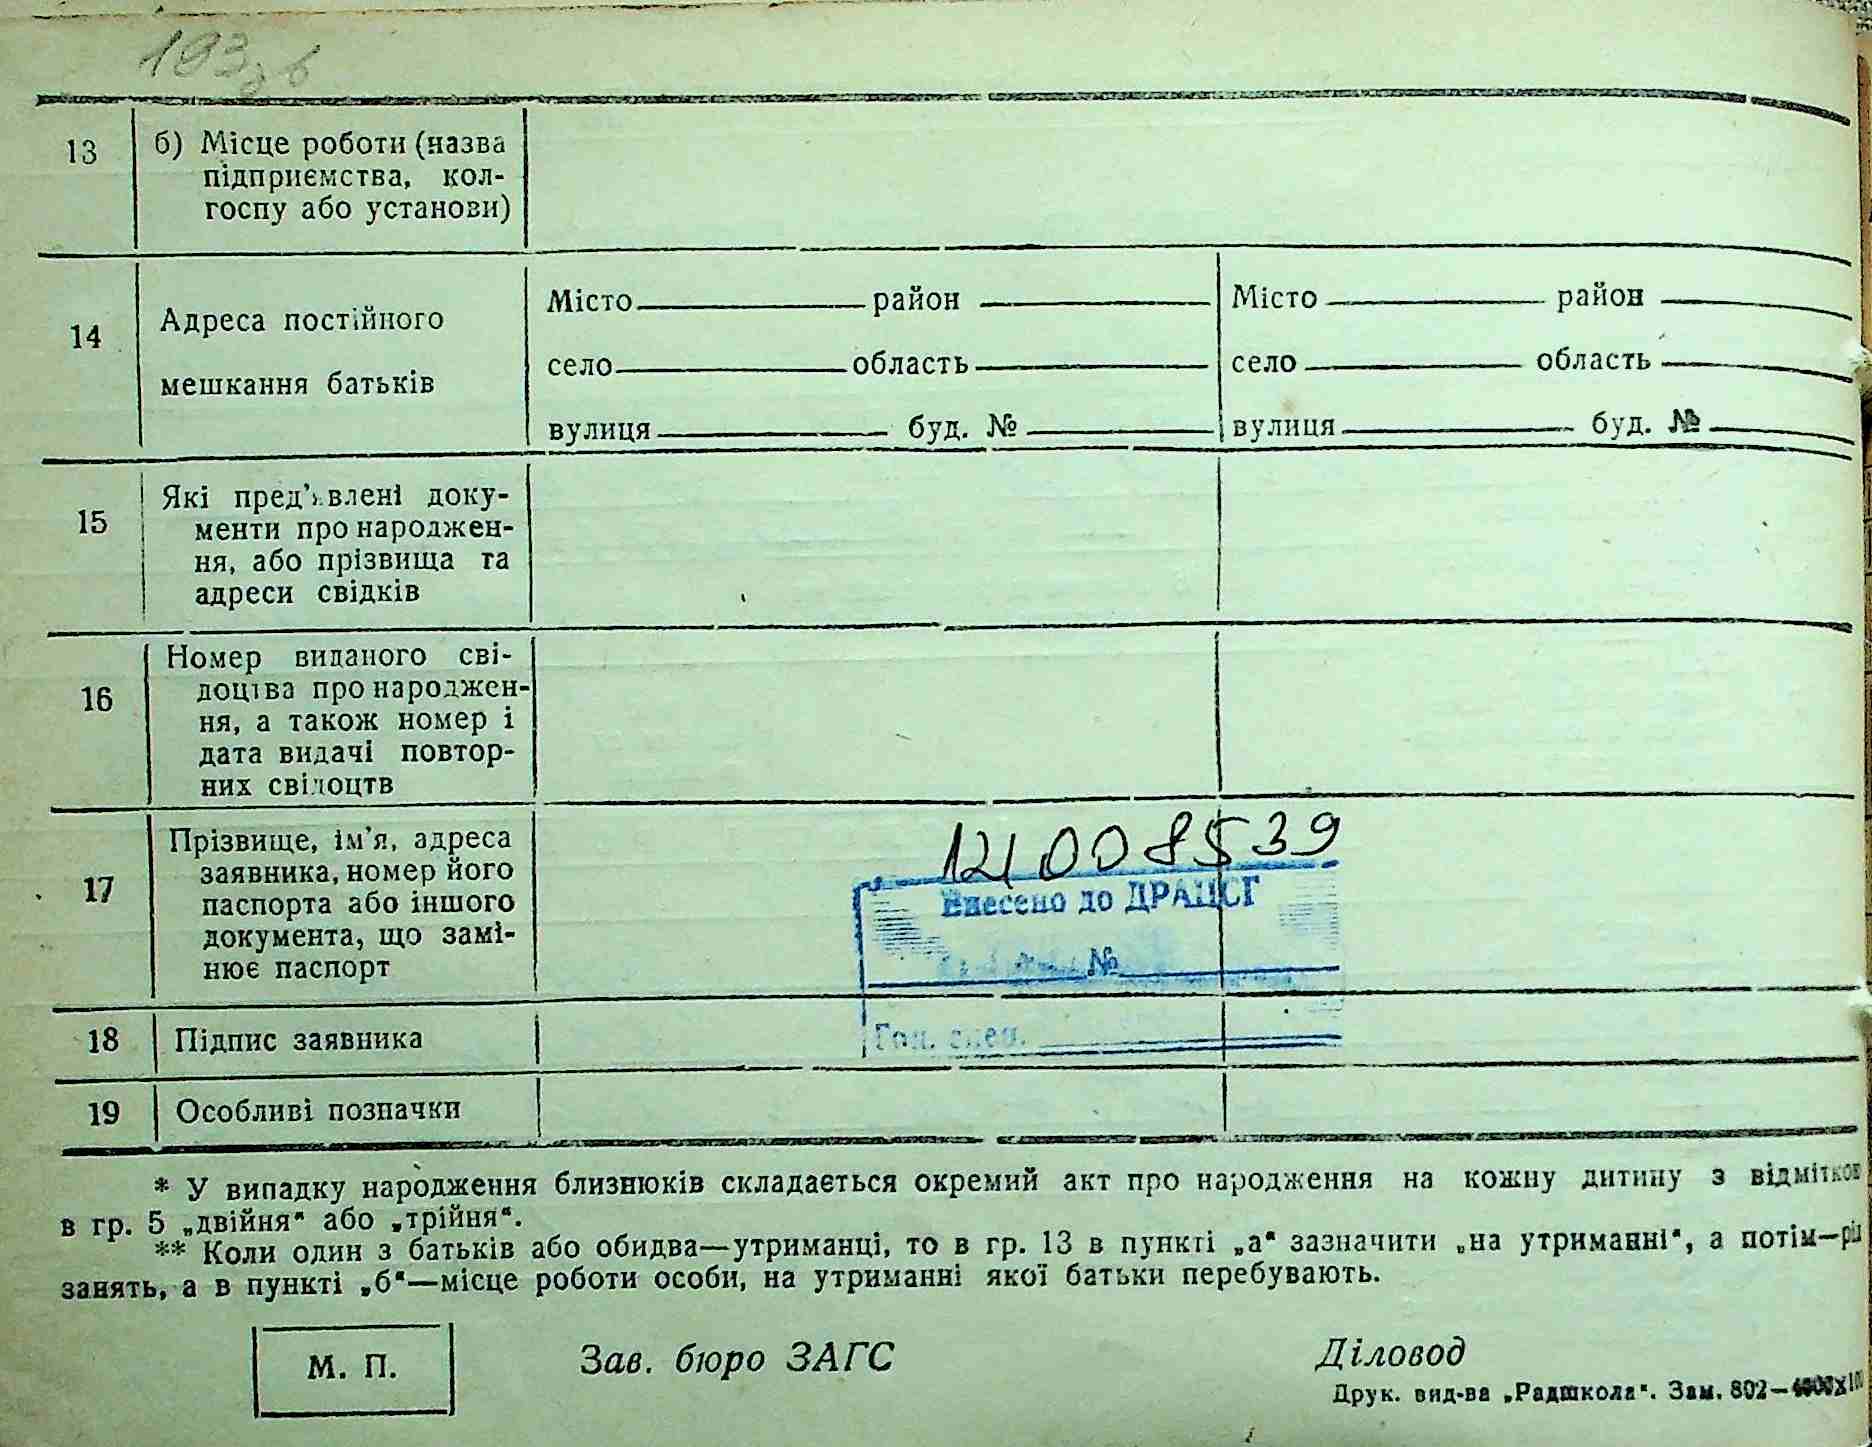 193 зв
13
б) Місце роботи (назва
підприємства, кол-
госпу або установи)
14
Адреса постійного
мешкання батьків
Місто район
село область
вулиця буд. №
Місто район
село область
вулиця буд. №
15
Які пред'явлені доку-
менти про народжен-
ня, або прізвища та
адреси свідків
16
Номер виданого сві-
доцтва про народжен-
ня, а також номер і
дата видачі повтор-
них свідоцтв
17
Прізвище, ім'я, адреса
заявника, номер його
паспорта або іншого
документа, що замі-
нює паспорт
121008539
Внесено до ДРАЦСГ
№
Гол. спец.
18
Підпис заявника
19
Особливі позначки
* У випадку народження близнюків складається окремий акт про народження на кожну дитину з відміткою
в гр. 5 „двійня" або „трійня".
** Коли один з батьків або обидва—утриманці, то в гр. 13 в пункті „а" зазначити „на утриманні", а потім—рід
занять, а в пункті „б"—місце роботи особи, на утриманні якої батьки перебувають.
М. П.
Зав. бюро ЗАГС
Діловод
Друк. вид-ва „Радшкола". Зам. 802—